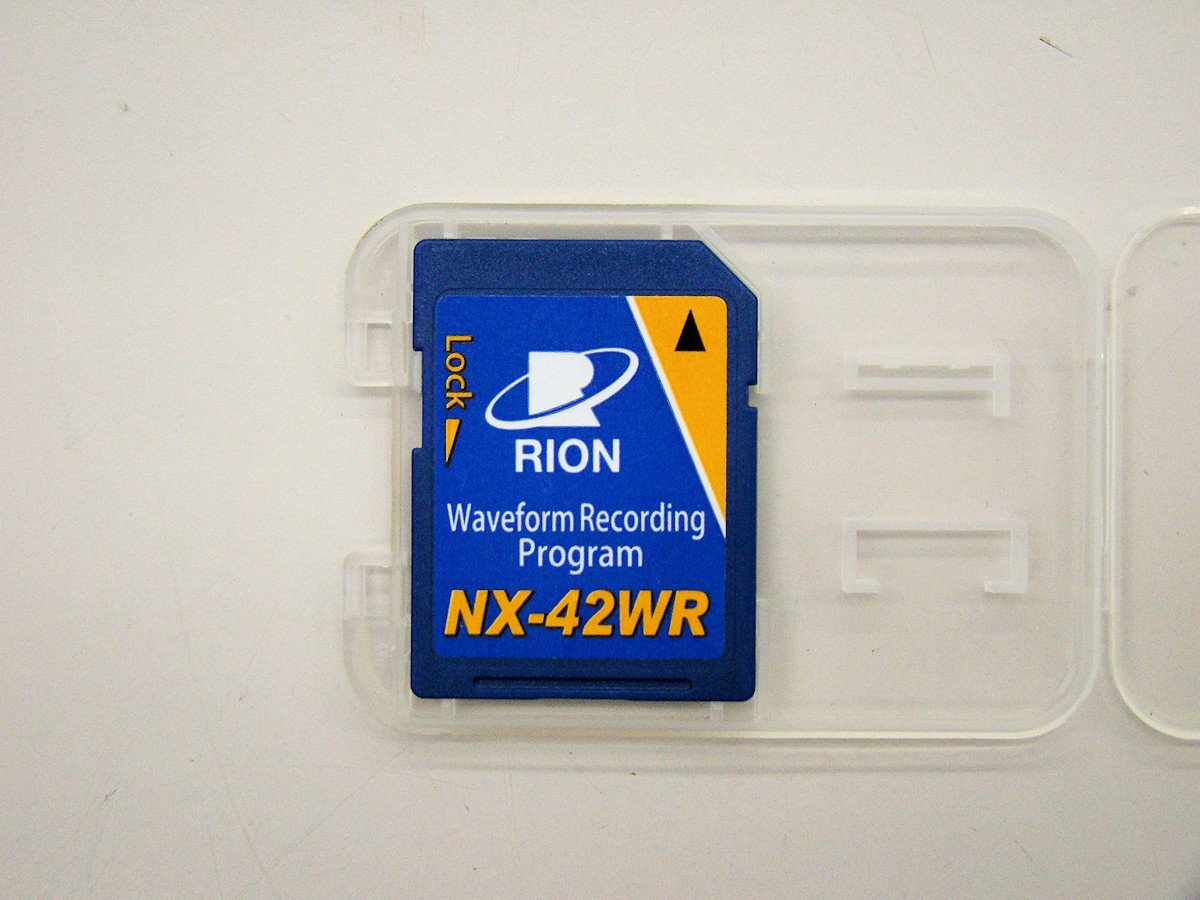 Lock
RION
Waveform Recording
Program
NX-42WR